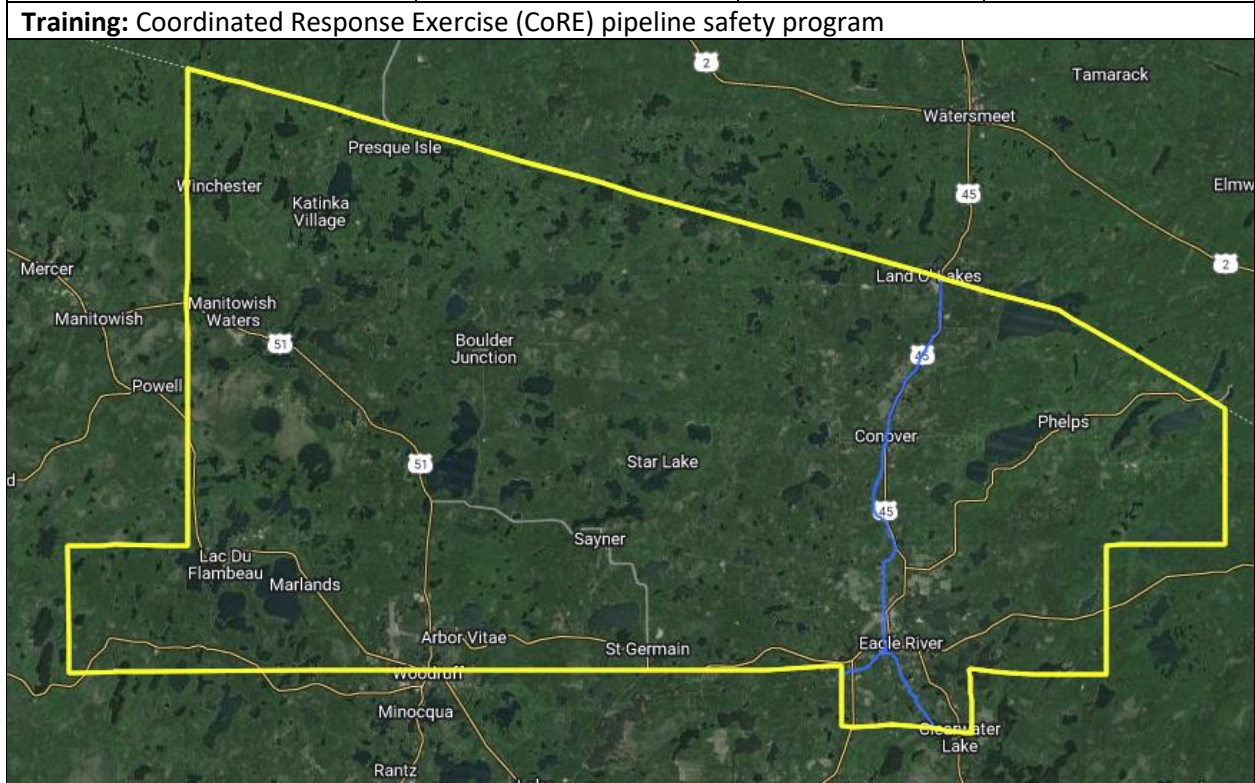 Training: Coordinated Response Exercise (CoRE) pipeline safety program
2
Tamarack
Watersmeet
Presque Isle
Winchester
45
Elmw
Katinka
Village
2
Mercer
Land O' Lakes
Manitowish
Waters
Manitowish
51
Boulder
Junction
45
Powell
Phelps
Conover
51
Star Lake
d
45
Sayner
Lac Du
Flambeau
Marlands
Arbor Vitae
Eagle River
St Germain
Woodruff
Minocqua
Clearwater
Lake
Rantz